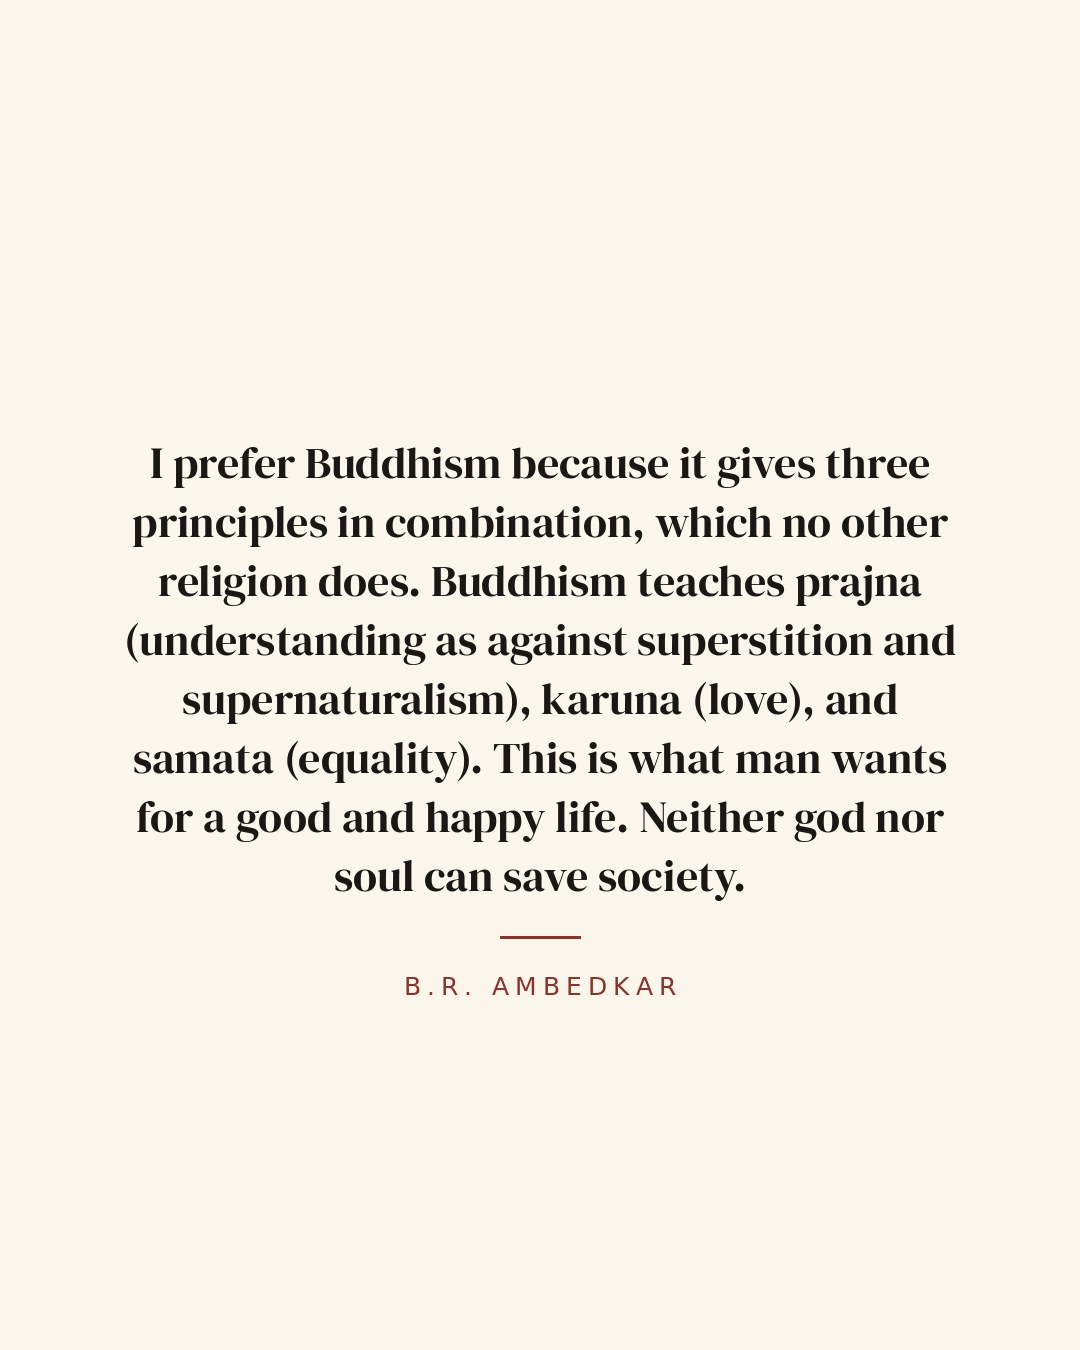 I prefer Buddhism because it gives three
principles in combination, which no other
religion does. Buddhism teaches prajna
(understanding as against superstition and
supernaturalism), karuna (love), and
samata (equality). This is what man wants
for a good and happy life. Neither god nor
soul can save society.
B.R. AMBEDKAR